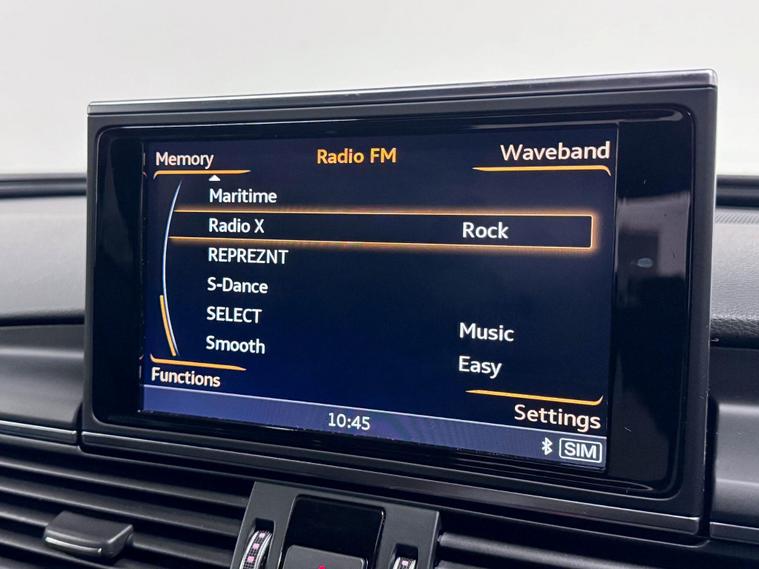 Memory Radio FM Waveband
Maritime
Radio X Rock
REPREZNT
S-Dance
SELECT Music
Smooth Easy
Functions Settings
10:45
SIM